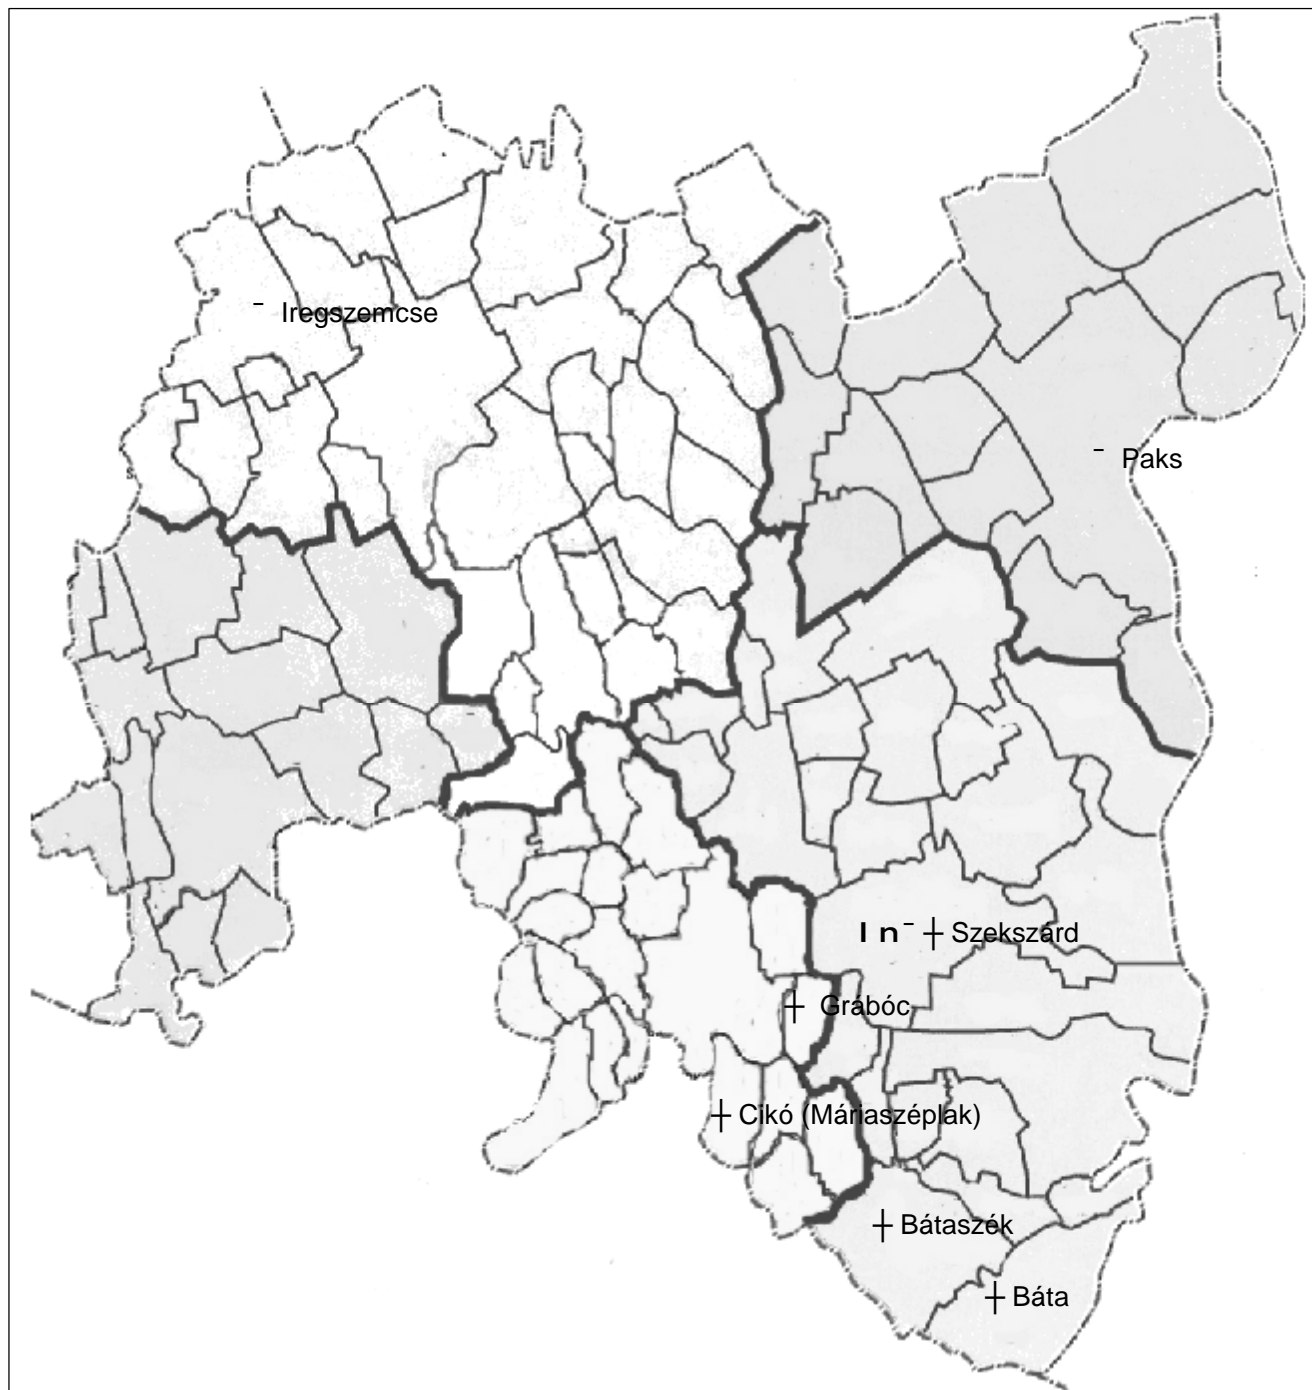 - Iregszemcse
- Paks
I n - ┼ Szekszárd
┼ Grábóc
┼ Cikó (Máriaszéplak)
┼ Bátaszék
┼ Báta